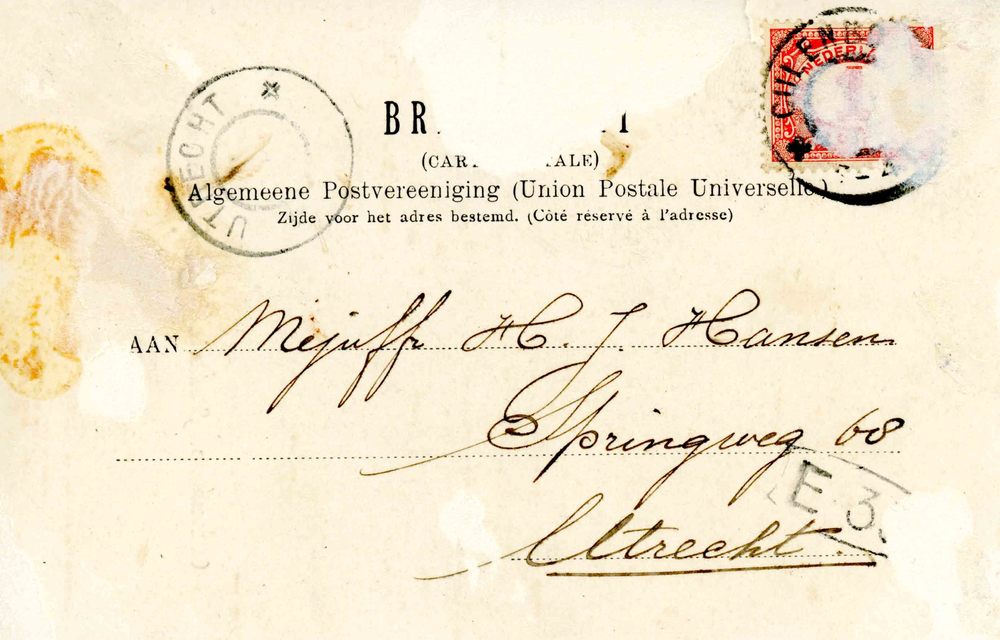 UTRECHT
NEDERL
BR
(CAR ALE)
Algemeene Postvereeniging (Union Postale Universelle)
Zijde voor het adres bestemd. (Côté réservé à l'adresse)
AAN Mejuffr H. J. Hansen
Springweg 68
Utrecht
E 3